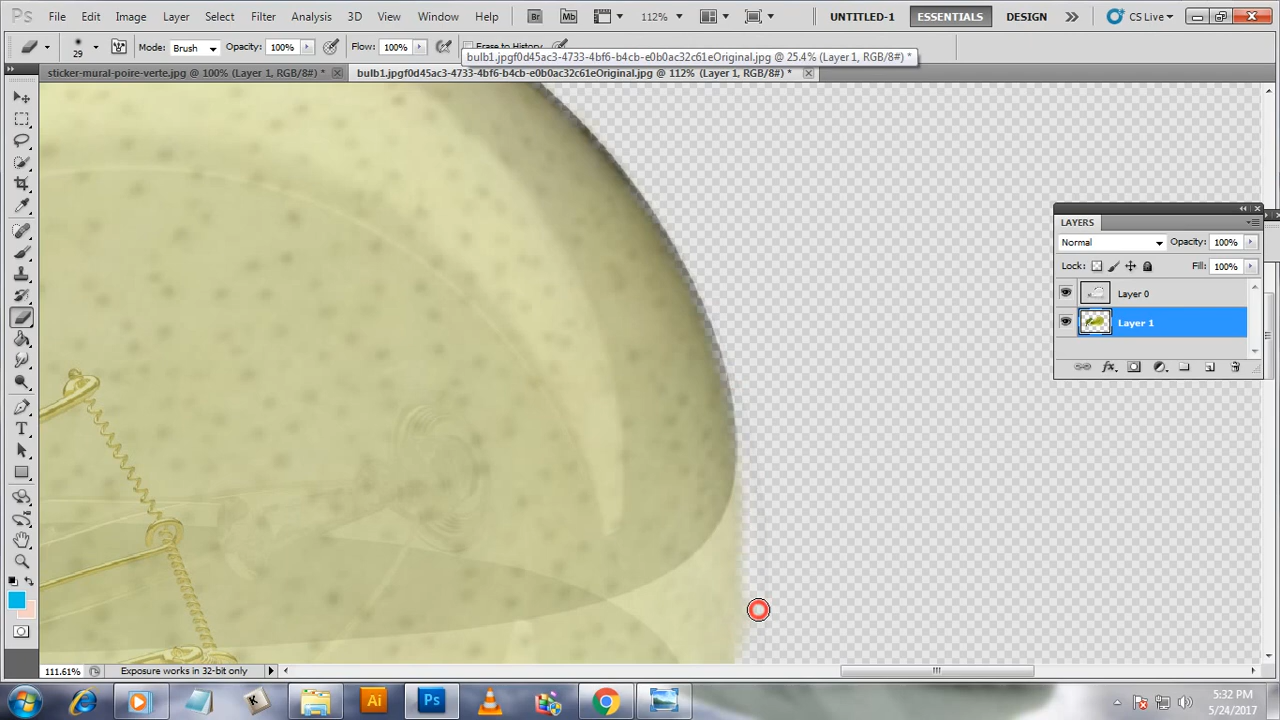 Ps File Edit Image Layer Select Filter Analysis 3D View Window Help Br Mb 112% UNTITLED-1 ESSENTIALS DESIGN CS Live
29 Mode: Brush Opacity: 100% Flow: 100% Erase to History
bulb1.jpgf0d45ac3-4733-4bf6-b4cb-e0b0ac32c61eOriginal.jpg @ 25.4% (Layer 1, RGB/8#) *
sticker-mural-poire-verte.jpg @ 100% (Layer 1, RGB/8#) * bulb1.jpgf0d45ac3-4733-4bf6-b4cb-e0b0ac32c61eOriginal.jpg @ 112% (Layer 1, RGB/8#) *
LAYERS
Normal Opacity: 100%
Lock: Fill: 100%
Layer 0
Layer 1
fx
T
111.61% Exposure works in 32-bit only
K Ai Ps
5:32 PM
5/24/2017